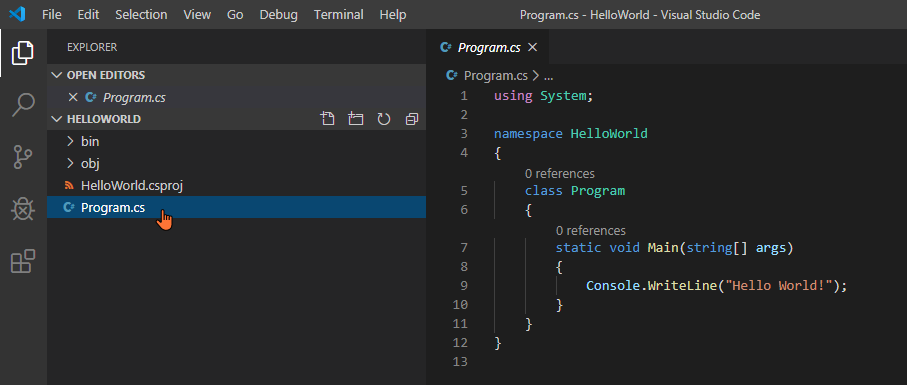 File Edit Selection View Go Debug Terminal Help Program.cs - HelloWorld - Visual Studio Code
EXPLORER
OPEN EDITORS
Program.cs
HELLOWORLD
bin
obj
HelloWorld.csproj
C# Program.cs
C# Program.cs
C# Program.cs > ...
1 using System;
2
3 namespace HelloWorld
4 {
0 references
5 class Program
6 {
0 references
7 static void Main(string[] args)
8 {
9 Console.WriteLine("Hello World!");
10 }
11 }
12 }
13